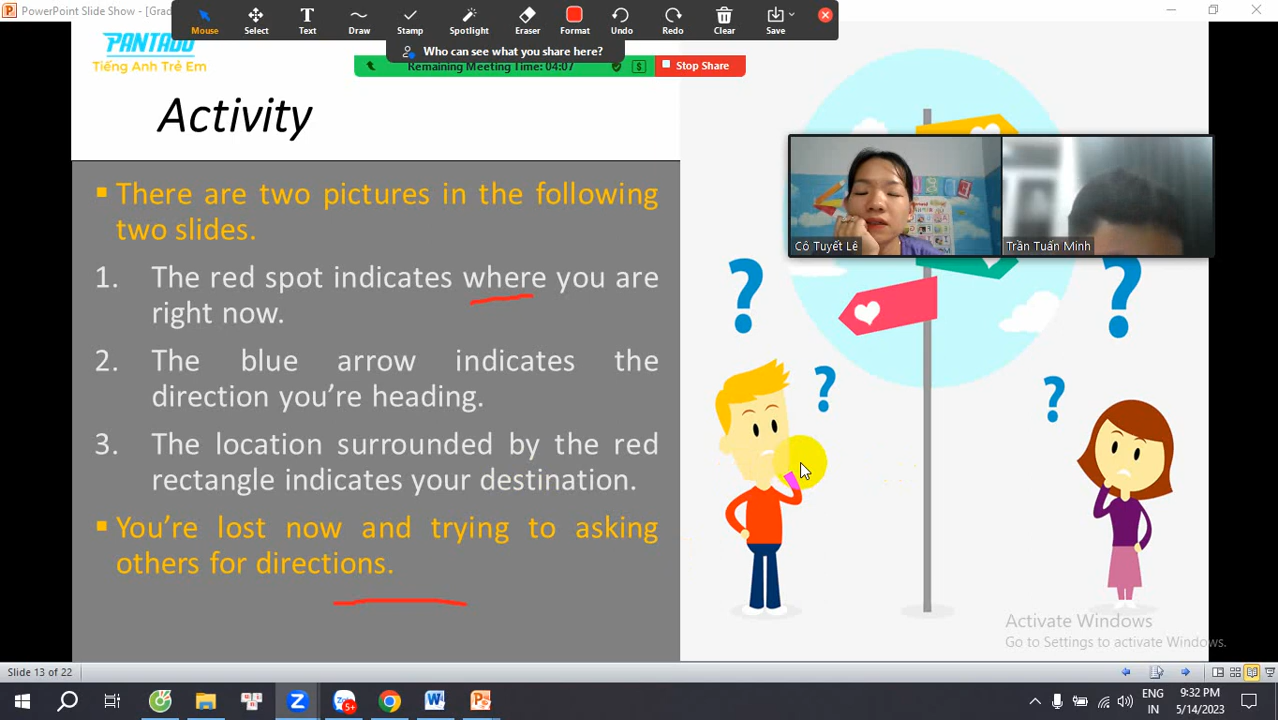 PowerPoint Slide Show - [Grad
Mouse
Select
Text
Draw
Stamp
Spotlight
Eraser
Format
Undo
Redo
Clear
Save
Who can see what you share here?
Remaining Meeting Time: 04:07
Stop Share
PANTADO
Tiếng Anh Trẻ Em
Activity
There are two pictures in the following
two slides.
1. The red spot indicates where you are
right now.
2. The blue arrow indicates the
direction you're heading.
3. The location surrounded by the red
rectangle indicates your destination.
You're lost now and trying to asking
others for directions.
Cô Tuyết Lê
Trần Tuấn Minh
? ?
? ?
Activate Windows
Go to Settings to activate Windows.
Slide 13 of 22
5+
ENG
IN
9:32 PM
5/14/2023